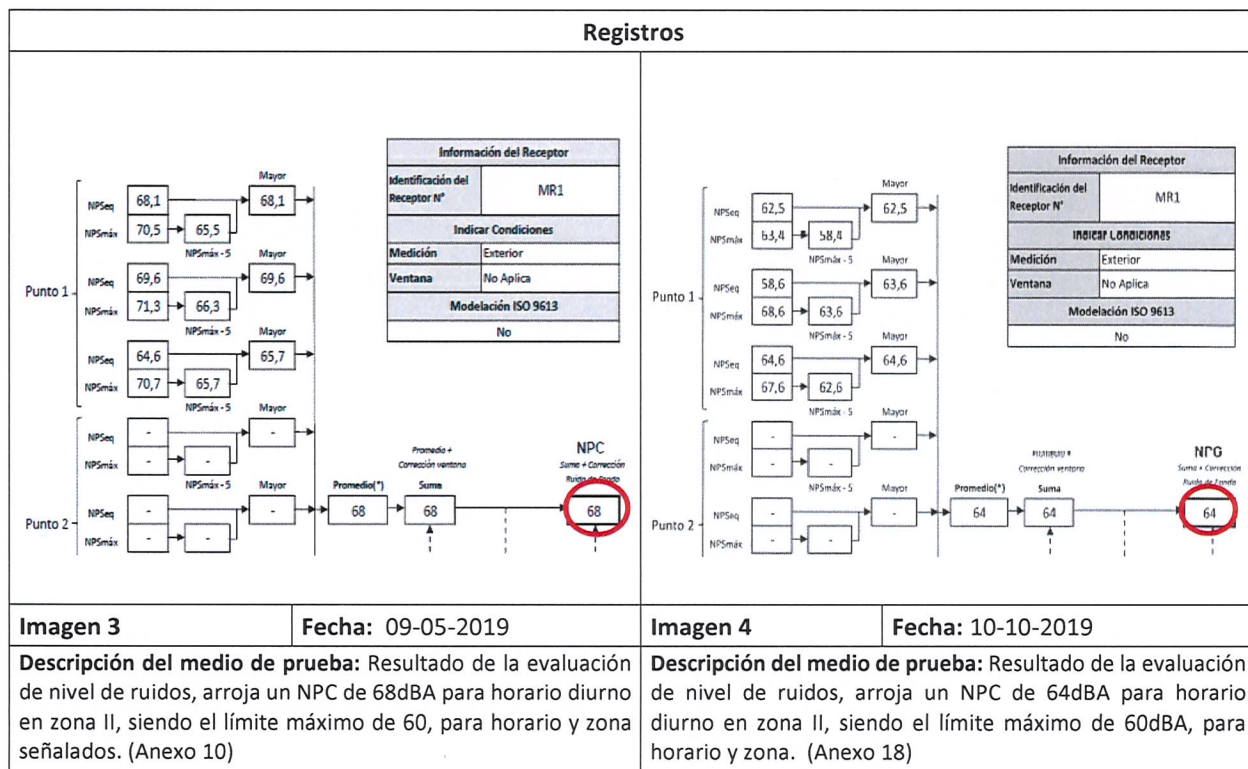 Registros
Información del Receptor
Identificación del Receptor N° MR1
Indicar Condiciones
Medición Exterior
Ventana No Aplica
Modelación ISO 9613
No
Punto 1
Mayor
NPSeq 68,1 68,1
NPSmáx 70,5 65,5
NPSmáx - 5 Mayor
NPSeq 69,6 69,6
NPSmáx 71,3 66,3
NPSmáx - 5 Mayor
NPSeq 64,6 65,7
NPSmáx 70,7 65,7
NPSmáx - 5 Mayor
Punto 2
NPSeq - -
NPSmáx - -
NPSmáx - 5 Mayor
NPSeq - -
NPSmáx - -
Promedio(*)
68
Promedio +
Corrección ventana
Suma
68
NPC
Suma + Corrección
Ruido de Fondo
68
Información del Receptor
Identificación del Receptor N° MR1
Indicar Condiciones
Medición Exterior
Ventana No Aplica
Modelación ISO 9613
No
Punto 1
Mayor
NPSeq 62,5 62,5
NPSmáx 63,4 58,4
NPSmáx - 5 Mayor
NPSeq 58,6 63,6
NPSmáx 68,6 63,6
NPSmáx - 5 Mayor
NPSeq 64,6 64,6
NPSmáx 67,6 62,6
NPSmáx - 5 Mayor
Punto 2
NPSeq - -
NPSmáx - -
NPSmáx - 5 Mayor
NPSeq - -
NPSmáx - -
Promedio(*)
64
Corrección ventana
Suma
64
Suma + Corrección
Ruido de Fondo
64
Imagen 3 Fecha: 09-05-2019
Descripción del medio de prueba: Resultado de la evaluación
de nivel de ruidos, arroja un NPC de 68dBA para horario diurno
en zona II, siendo el límite máximo de 60, para horario y zona
señalados. (Anexo 10)
Imagen 4 Fecha: 10-10-2019
Descripción del medio de prueba: Resultado de la evaluación
de nivel de ruidos, arroja un NPC de 64dBA para horario
diurno en zona II, siendo el límite máximo de 60dBA, para
horario y zona. (Anexo 18)